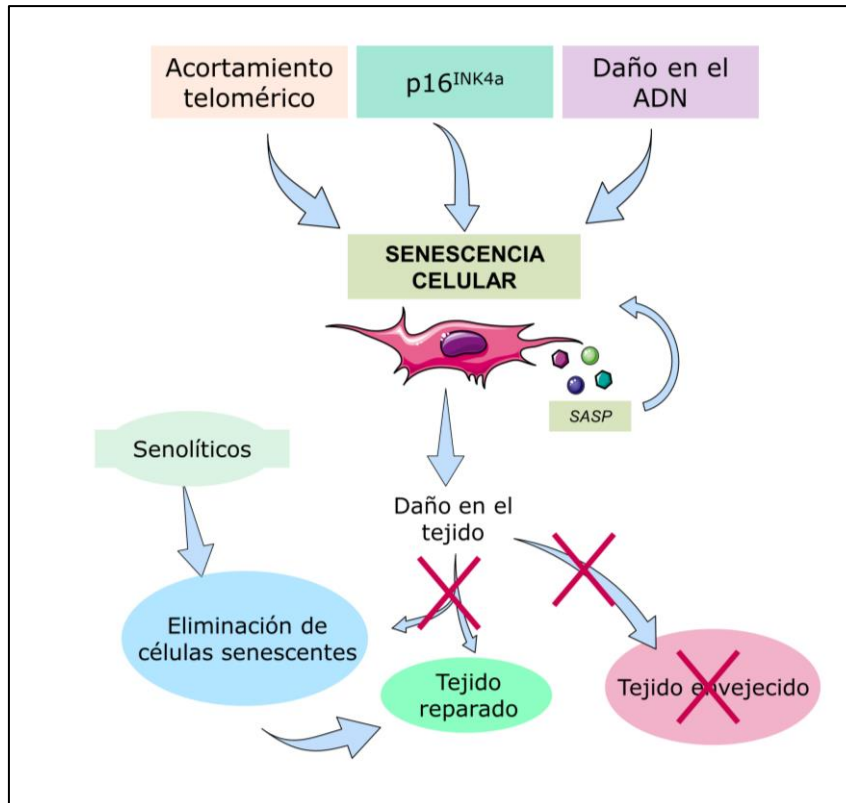 Acortamiento
telomérico
p16INK4a
Daño en el
ADN
SENESCENCIA
CELULAR
SASP
Senolíticos
Daño en el
tejido
Eliminación de
células senescentes
Tejido
reparado
Tejido envejecido